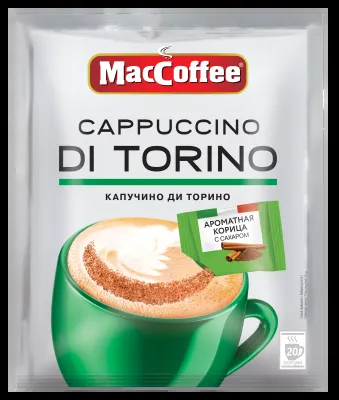 MacCoffee®
CAPPUCCINO
DI TORINO
КАПУЧИНО ДИ ТОРИНО
АРОМАТНАЯ
КОРИЦА
С САХАРОМ
20